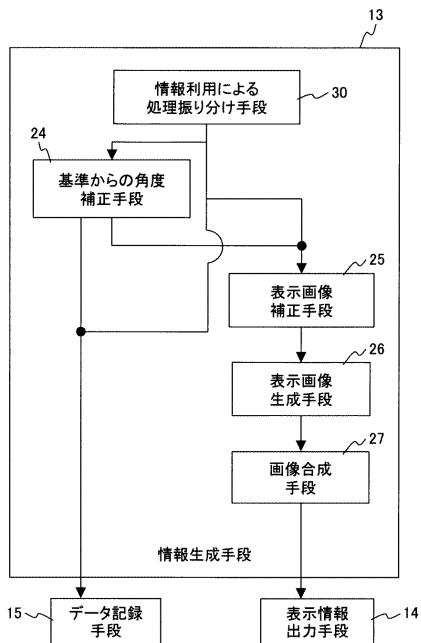 13
情報利用による
処理振り分け手段
30
24
基準からの角度
補正手段
25
表示画像
補正手段
26
表示画像
生成手段
27
画像合成
手段
情報生成手段
15
データ記録
手段
表示情報
出力手段
14